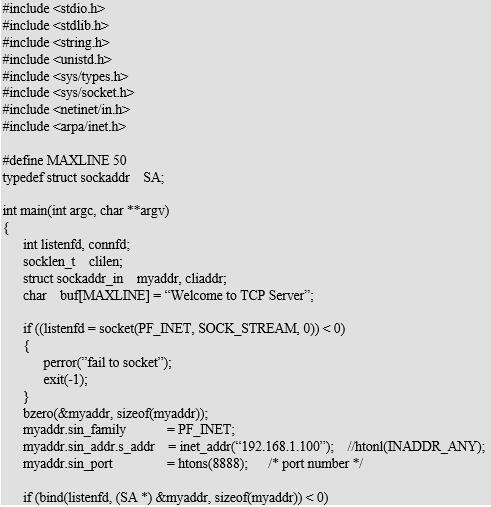 #include <stdio.h>
#include <stdlib.h>
#include <string.h>
#include <unistd.h>
#include <sys/types.h>
#include <sys/socket.h>
#include <netinet/in.h>
#include <arpa/inet.h>

#define MAXLINE 50
typedef struct sockaddr    SA;

int main(int argc, char **argv)
{
      int listenfd, connfd;
      socklen_t    clilen;
      struct sockaddr_in    myaddr, cliaddr;
      char    buf[MAXLINE] = “Welcome to TCP Server”;

      if ((listenfd = socket(PF_INET, SOCK_STREAM, 0)) < 0)
      {
            perror(”fail to socket”);
            exit(-1);
      }
      bzero(&myaddr, sizeof(myaddr));
      myaddr.sin_family            = PF_INET;
      myaddr.sin_addr.s_addr    = inet_addr(“192.168.1.100”);    //htonl(INADDR_ANY);
      myaddr.sin_port                = htons(8888);      /* port number */

      if (bind(listenfd, (SA *) &myaddr, sizeof(myaddr)) < 0)